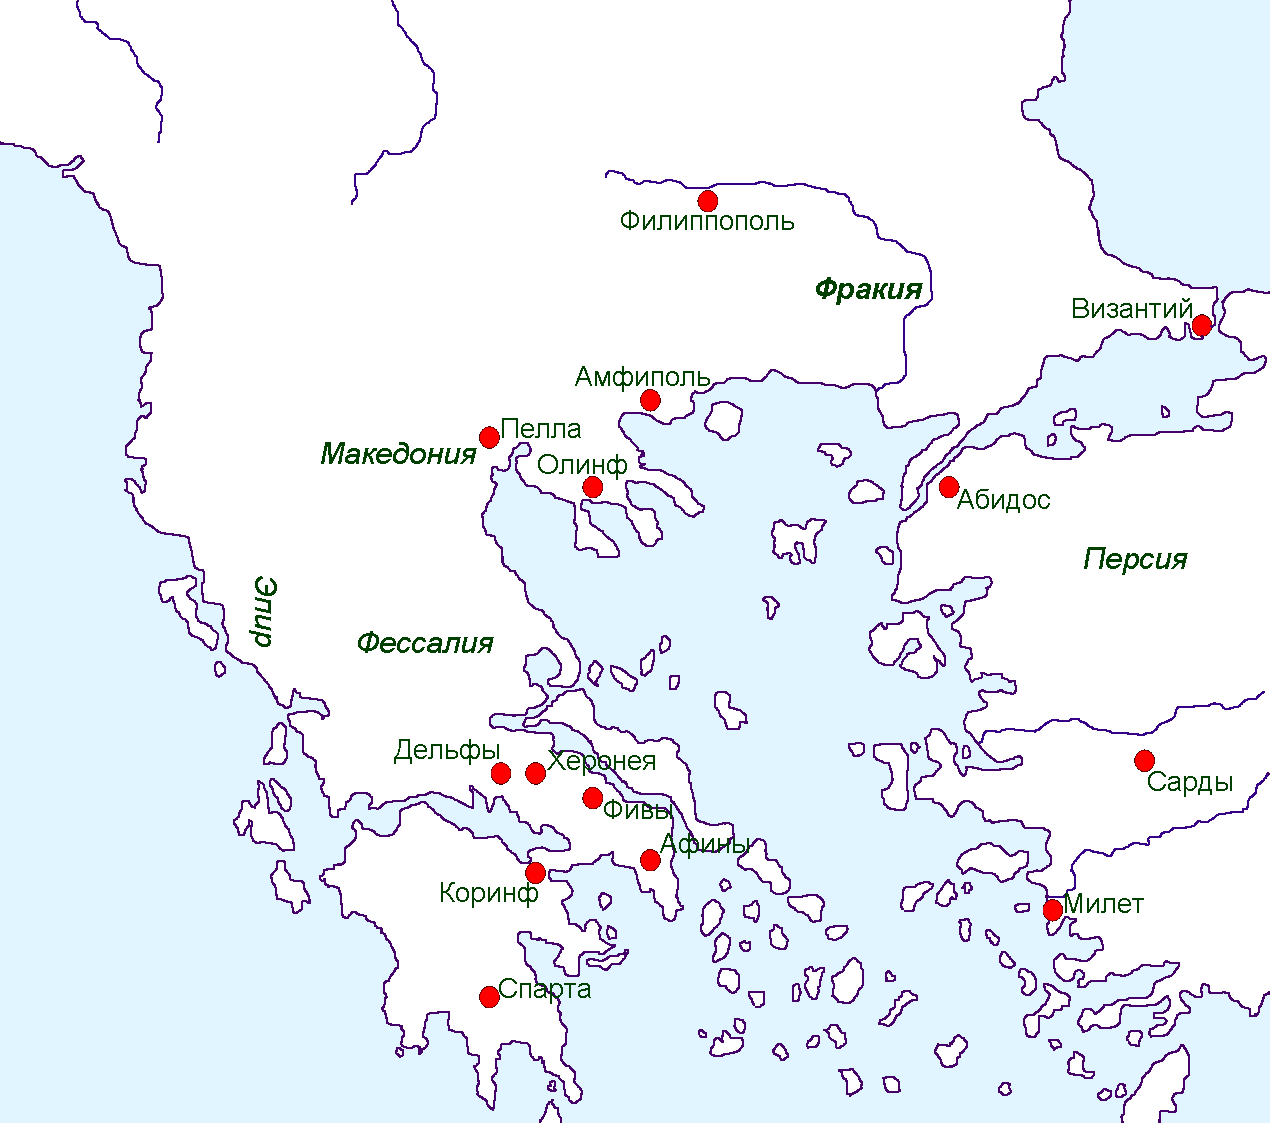 Филиппополь
Фракия
Византий
Амфиполь
Пелла
Македония
Олинф
Абидос
Персия
Эпир
Фессалия
Дельфы
Херонея
Сарды
Фивы
Афины
Коринф
Милет
Спарта